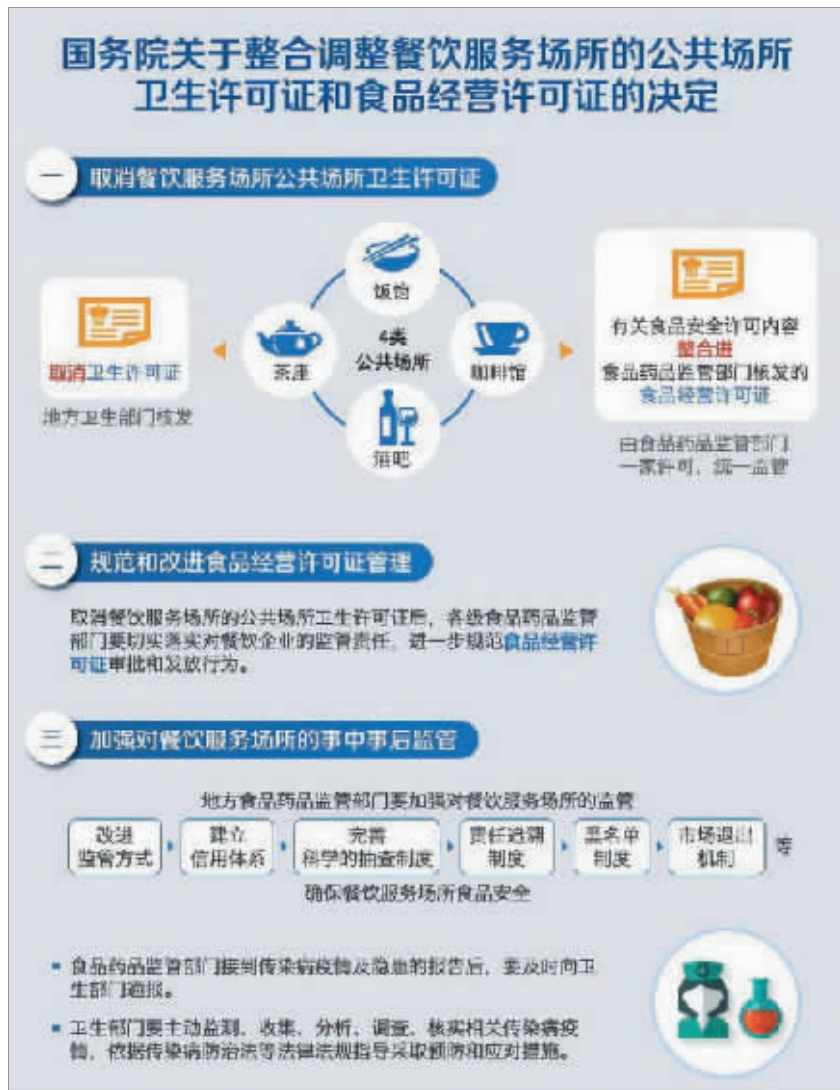 国务院关于整合调整餐饮服务场所的公共场所
卫生许可证和食品经营许可证的决定
一 取消餐饮服务场所公共场所卫生许可证
饭馆
茶座
4类
公共场所
咖啡馆
酒吧
取消卫生许可证
地方卫生部门核发
有关食品安全许可内容
整合进
食品药品监管部门核发的
食品经营许可证
由食品药品监管部门
一家许可、统一监管
二 规范和改进食品经营许可证管理
取消餐饮服务场所的公共场所卫生许可证后，各级食品药品监管
部门要切实落实对餐饮企业的监管责任，进一步规范食品经营许
可证审批和发放行为。
三 加强对餐饮服务场所的事中事后监管
地方食品药品监管部门要加强对餐饮服务场所的监管
改进
监管方式
建立
信用体系
完善
科学的抽查制度
责任追溯
制度
黑名单
制度
市场退出
机制
等
确保餐饮服务场所食品安全
食品药品监管部门接到传染病疫情及隐患的报告后，要及时向卫
生部门通报。
卫生部门要主动监测、收集、分析、调查、核实相关传染病疫
情，依据传染病防治法等法律法规指导采取预防和应对措施。